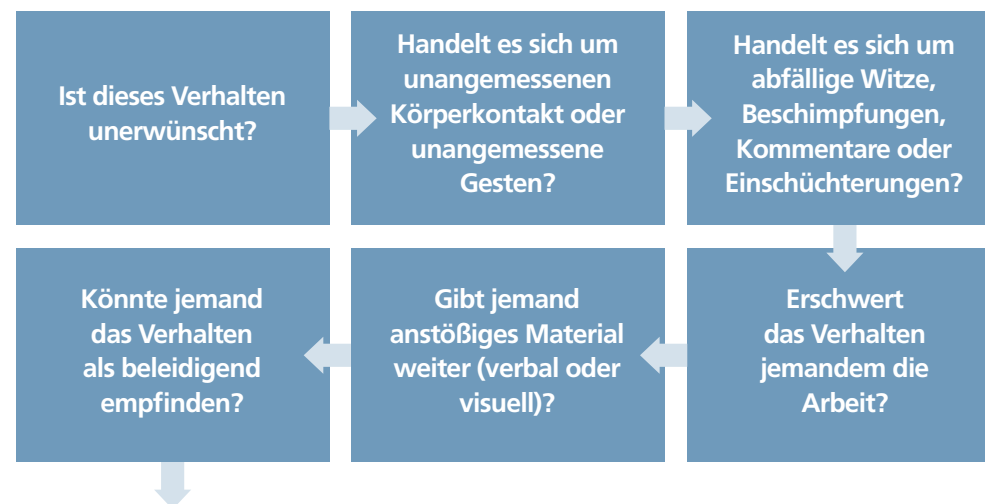 Ist dieses Verhalten
unerwünscht?
Handelt es sich um
unangemessenen
Körperkontakt oder
unangemessene
Gesten?
Handelt es sich um
abfällige Witze,
Beschimpfungen,
Kommentare oder
Einschüchterungen?
Erschwert
das Verhalten
jemandem die
Arbeit?
Gibt jemand
anstößiges Material
weiter (verbal oder
visuell)?
Könnte jemand
das Verhalten
als beleidigend
empfinden?